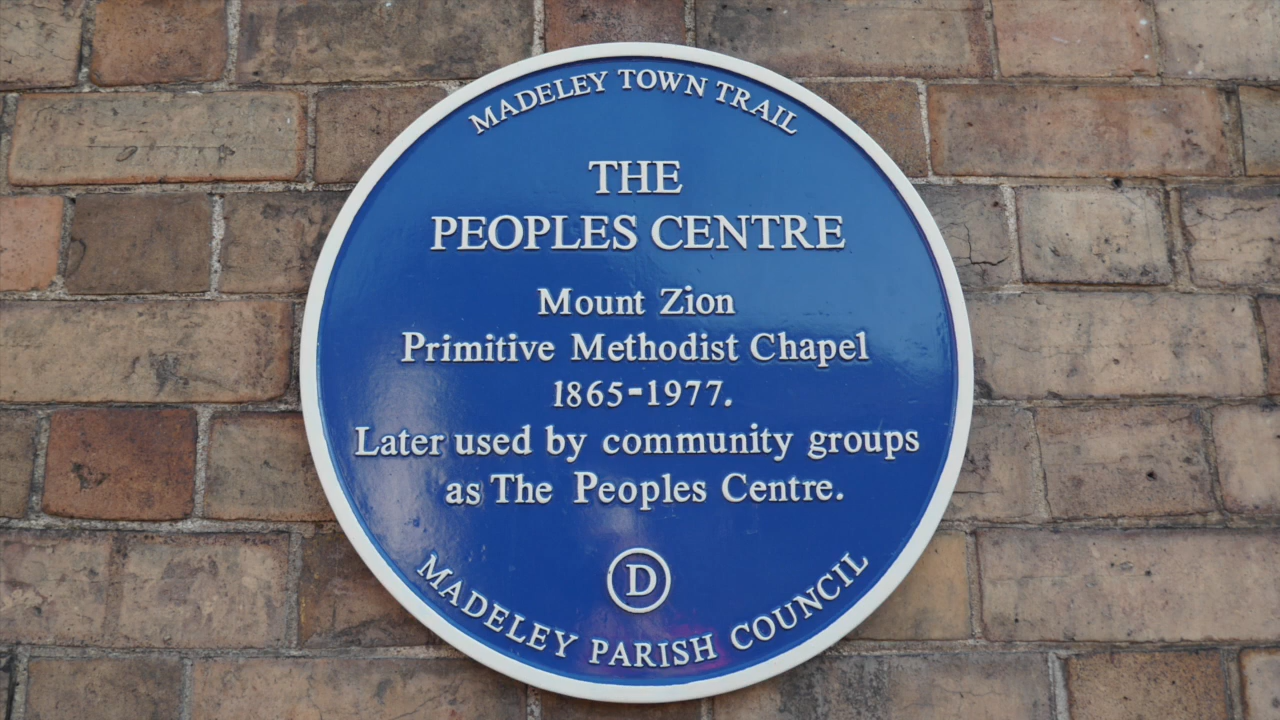 MADELEY TOWN TRAIL
THE
PEOPLES CENTRE
Mount Zion
Primitive Methodist Chapel
1865-1977.
Later used by community groups
as The Peoples Centre.
D
MADELEY PARISH COUNCIL